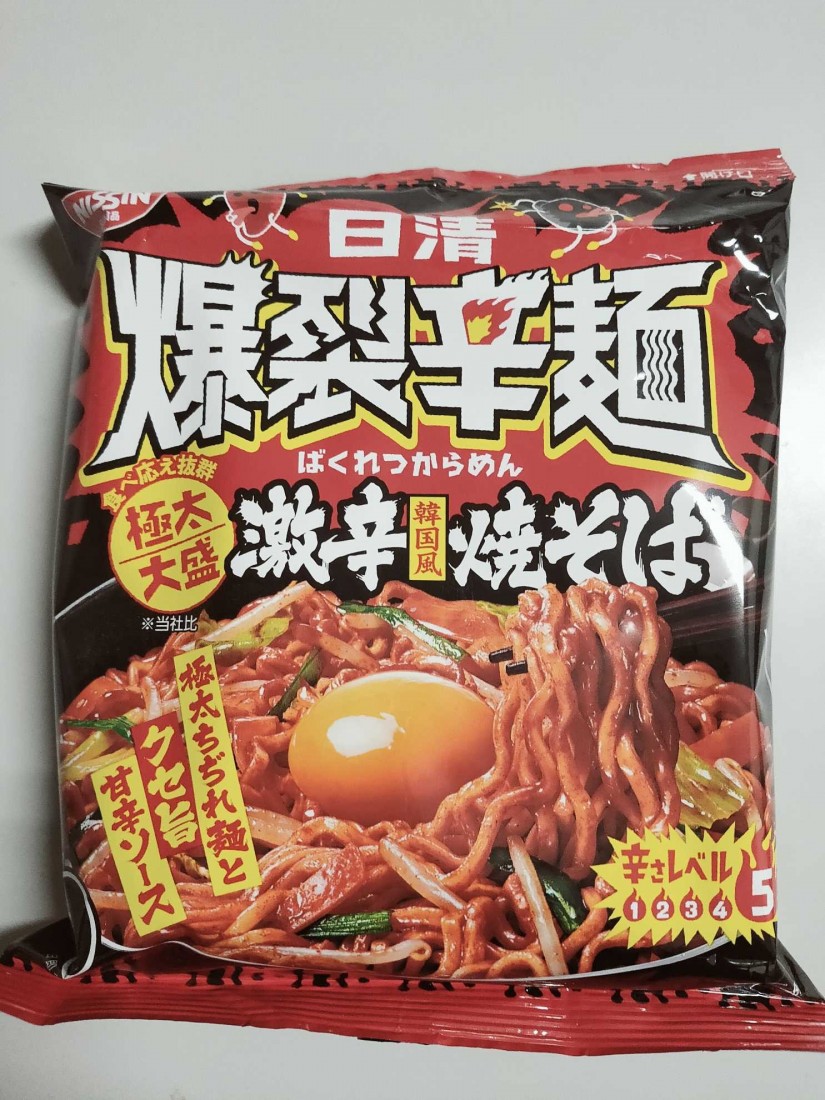 NISSIN
開け口
日清
爆裂辛麺
ばくれつからめん
食べ応え抜群
極太
大盛
※当社比
激辛
韓国風
焼そば
極太ちぢれ麺と
クセ旨
甘辛ソース
辛さレベル
1 2 3 4 5